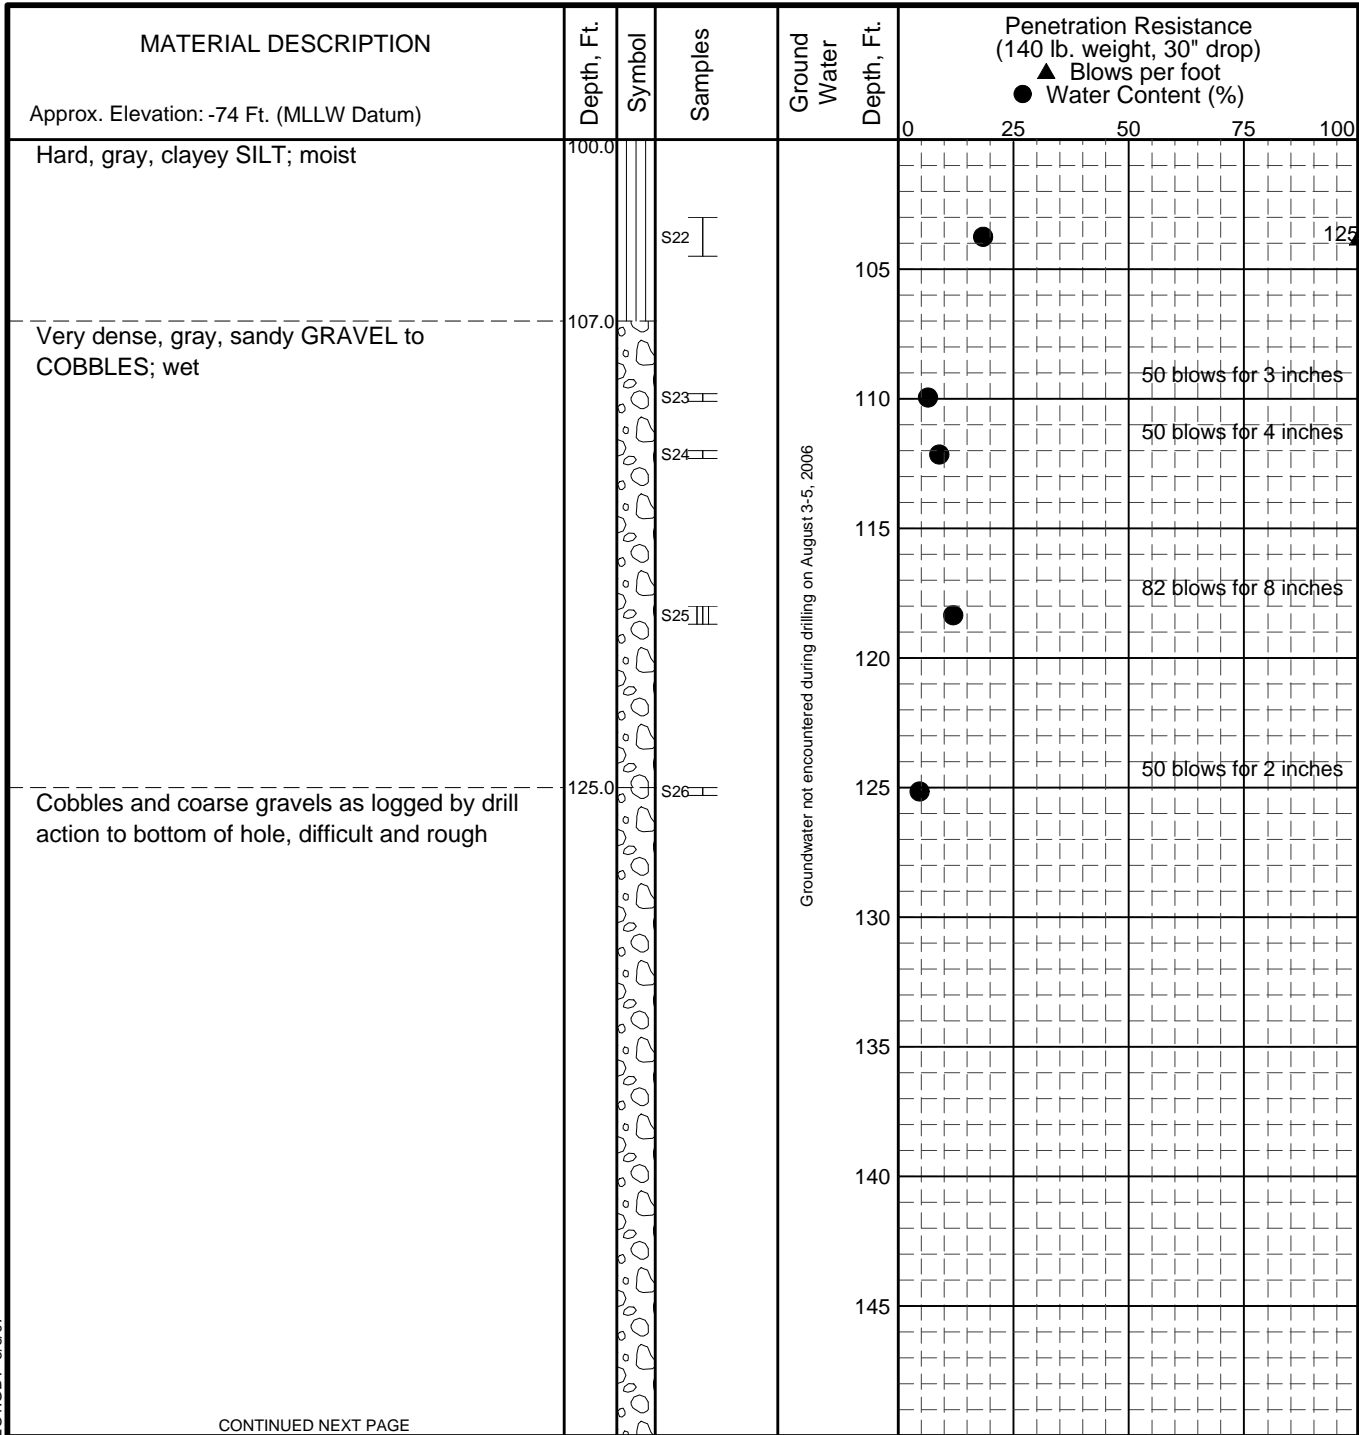 MATERIAL DESCRIPTION
Approx. Elevation: -74 Ft. (MLLW Datum)
Depth, Ft.
Symbol
Samples
Ground
Water
Depth, Ft.
Penetration Resistance
(140 lb. weight, 30" drop)
▲ Blows per foot
● Water Content (%)
0 25 50 75 100
Hard, gray, clayey SILT; moist
100.0
S22
125
105
107.0
Very dense, gray, sandy GRAVEL to
COBBLES; wet
50 blows for 3 inches
S23
110
50 blows for 4 inches
S24
Groundwater not encountered during drilling on August 3-5, 2006
115
82 blows for 8 inches
S25
120
50 blows for 2 inches
125.0
S26
125
Cobbles and coarse gravels as logged by drill
action to bottom of hole, difficult and rough
130
135
140
145
CONTINUED NEXT PAGE